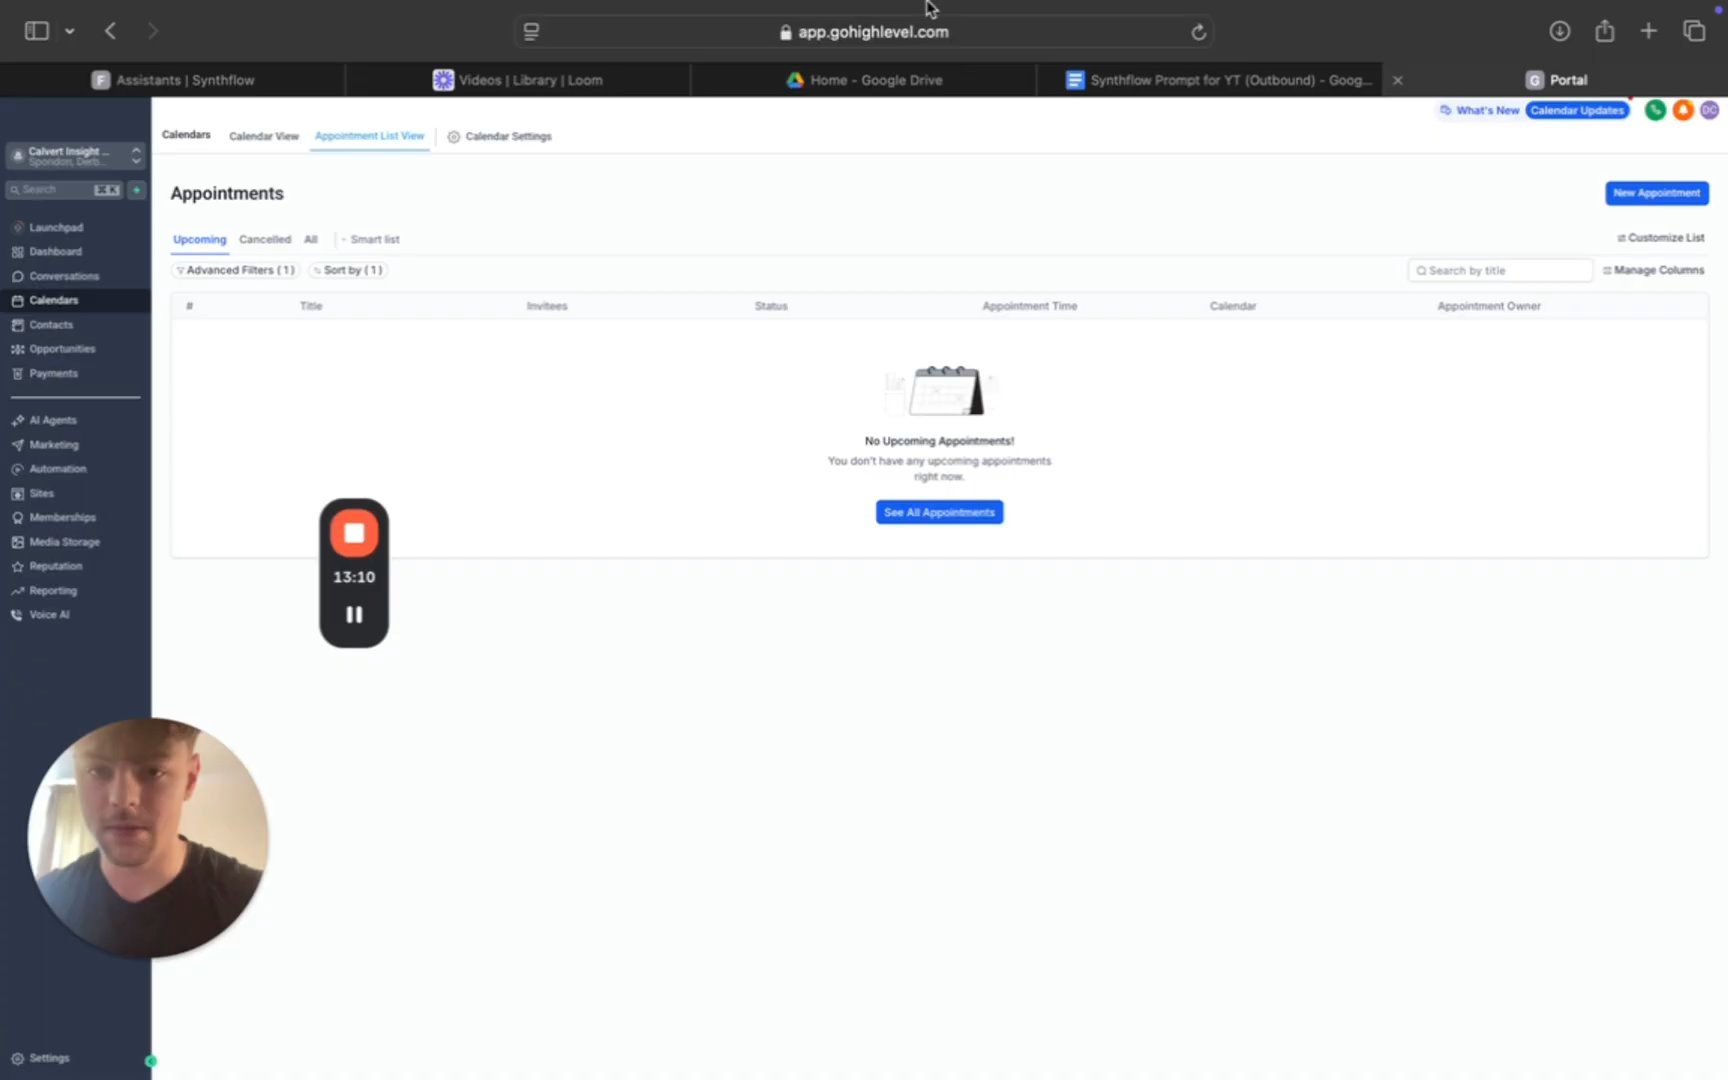 app.gohighlevel.com
Assistants | Synthflow
Videos | Library | Loom
Home - Google Drive
Synthflow Prompt for YT (Outbound) - Goog...
G Portal
Calendars
Calendar View
Appointment List View
Calendar Settings
What's New
Calendar Updates
DC
Calvert Insight ...
Spondon, Derb...
Search
⌘ K
Launchpad
Dashboard
Conversations
Calendars
Contacts
Opportunities
Payments
AI Agents
Marketing
Automation
Sites
Memberships
Media Storage
Reputation
Reporting
Voice AI
Settings
Appointments
New Appointment
Upcoming
Cancelled
All
Smart list
Customize List
Advanced Filters ( 1 )
Sort by ( 1 )
Search by title
Manage Columns
# Title Invitees Status Appointment Time Calendar Appointment Owner
No Upcoming Appointments!
You don't have any upcoming appointments
right now.
See All Appointments
13:10